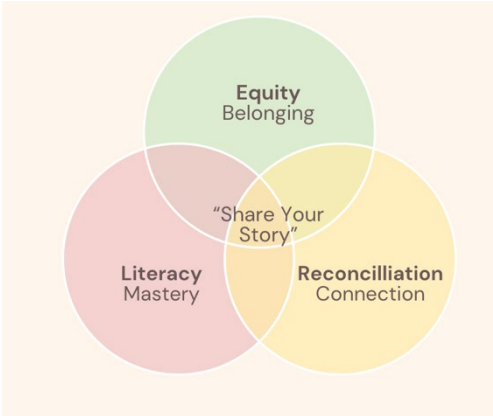 Equity
Belonging
“Share Your
Story”
Literacy
Mastery
Reconcilliation
Connection